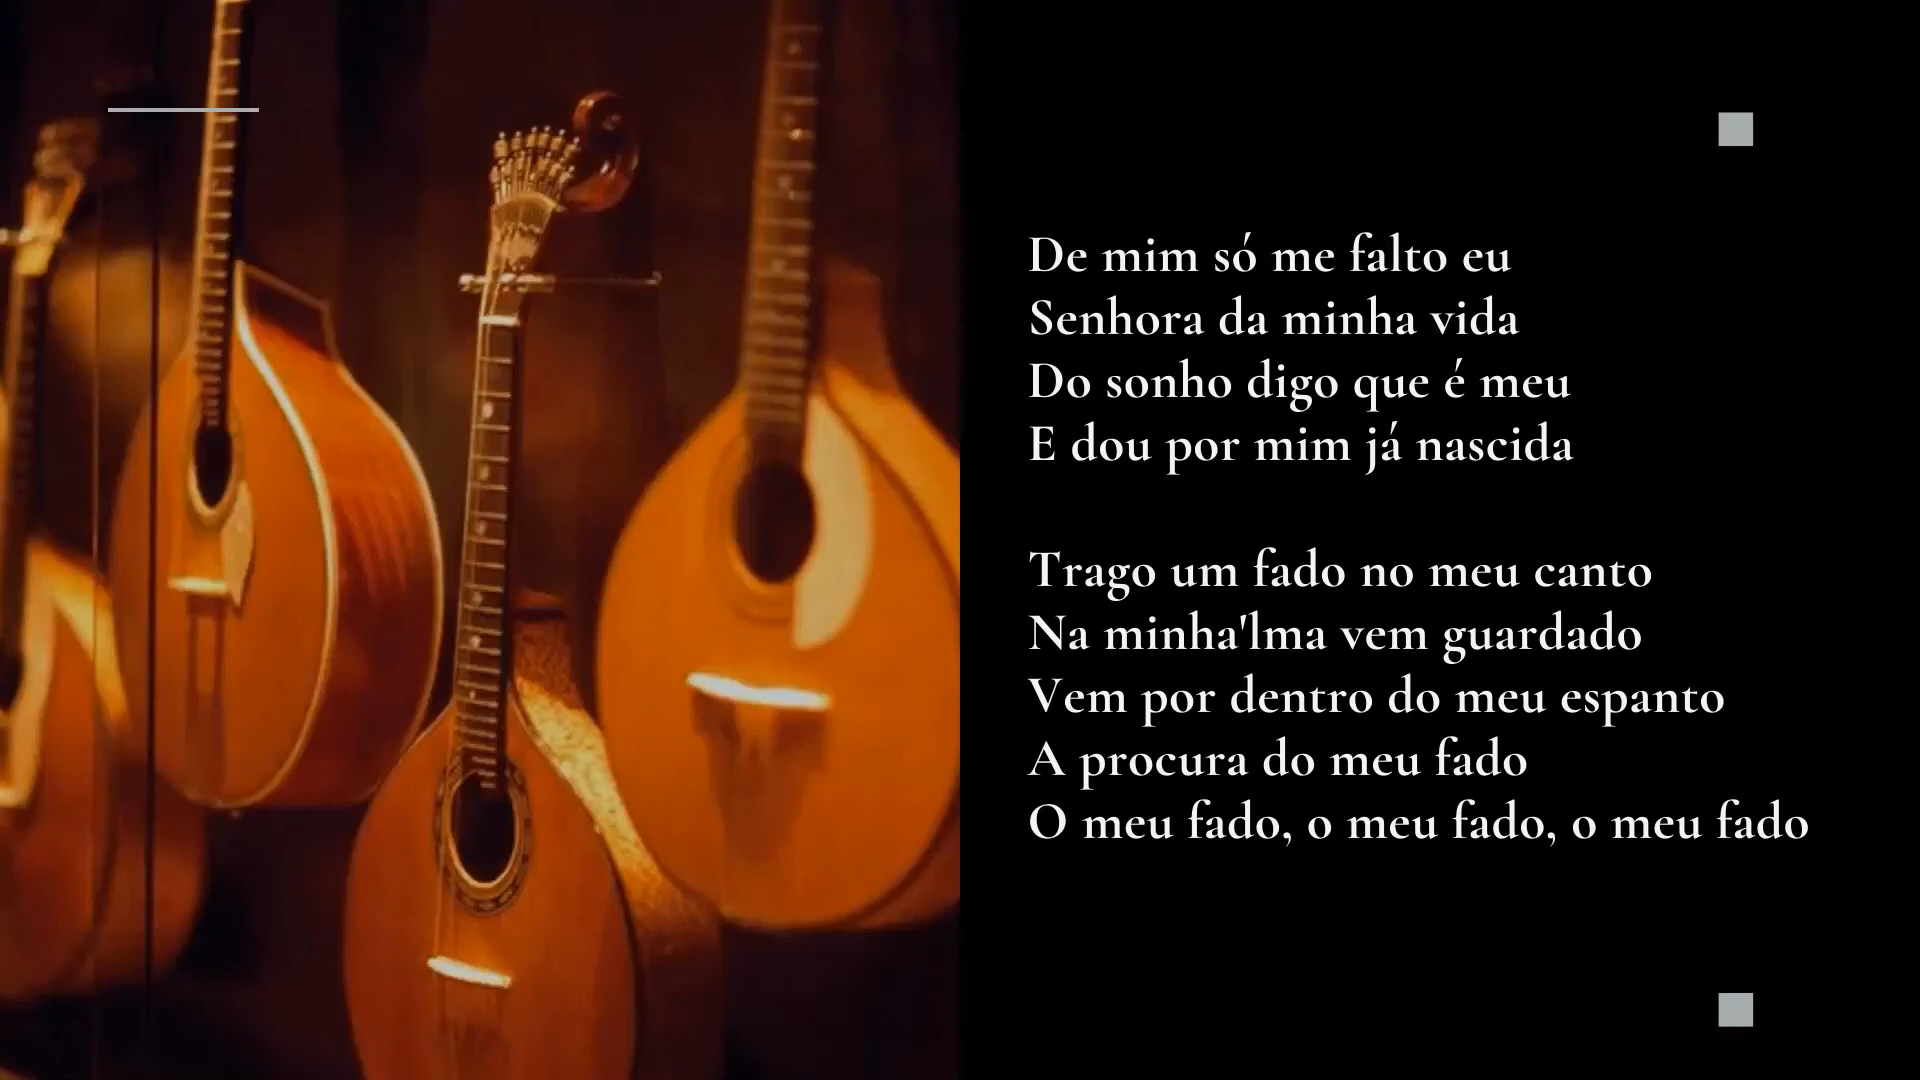 De mim só me falto eu
Senhora da minha vida
Do sonho digo que é meu
E dou por mim já nascida
Trago um fado no meu canto
Na minha'lma vem guardado
Vem por dentro do meu espanto
A procura do meu fado
O meu fado, o meu fado, o meu fado